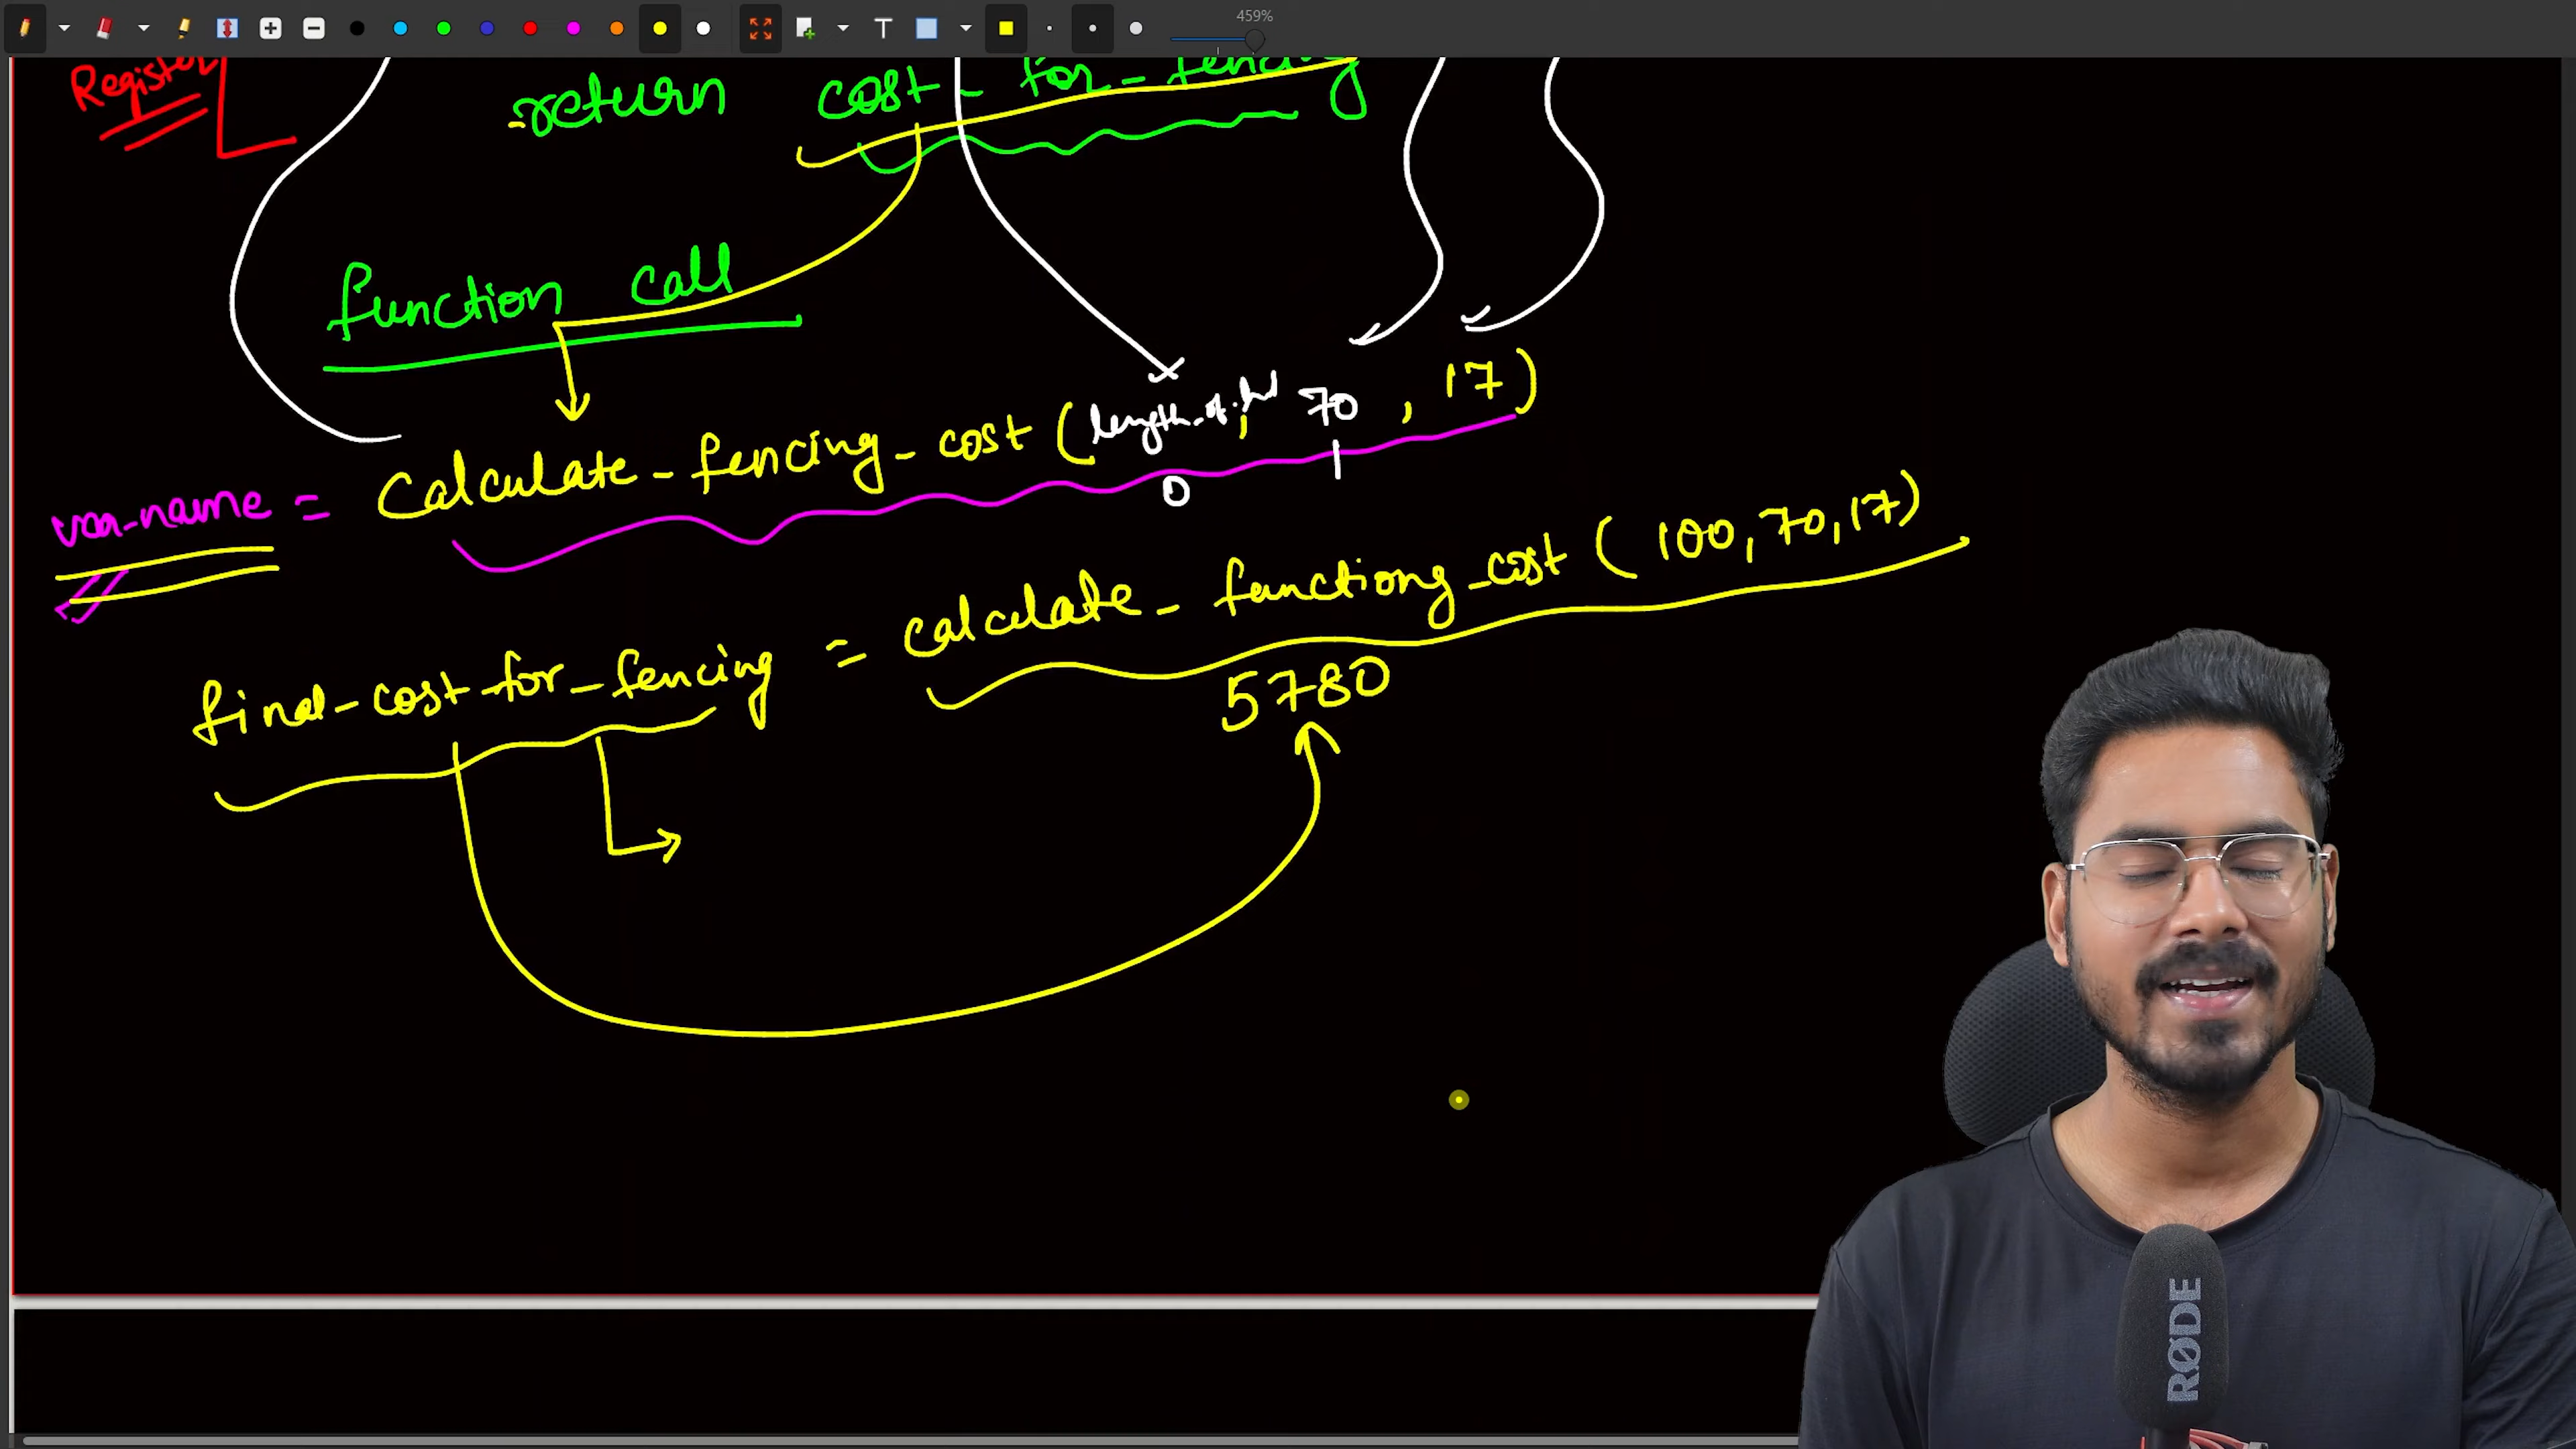 459%
T
Register
return cost_for_fencing
function call
var_name = Calculate_fencing_cost ( 70 , 17)
0 1
final_cost_for_fencing = calculate_functiong_cost ( 100, 70, 17)
5780
RØDE